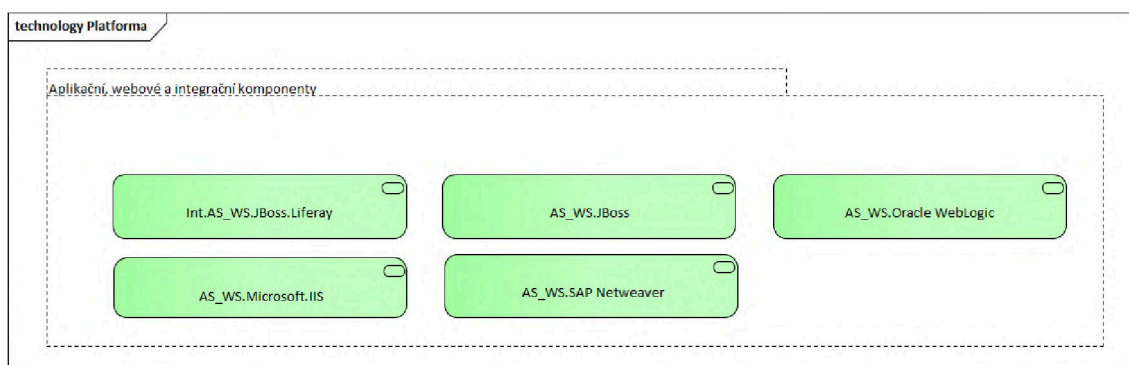 technology Platforma
Aplikační, webové a integrační komponenty
Int.AS_WS.JBoss.Liferay
AS_WS.JBoss
AS_WS.Oracle WebLogic
AS_WS.Microsoft.IIS
AS_WS.SAP Netweaver